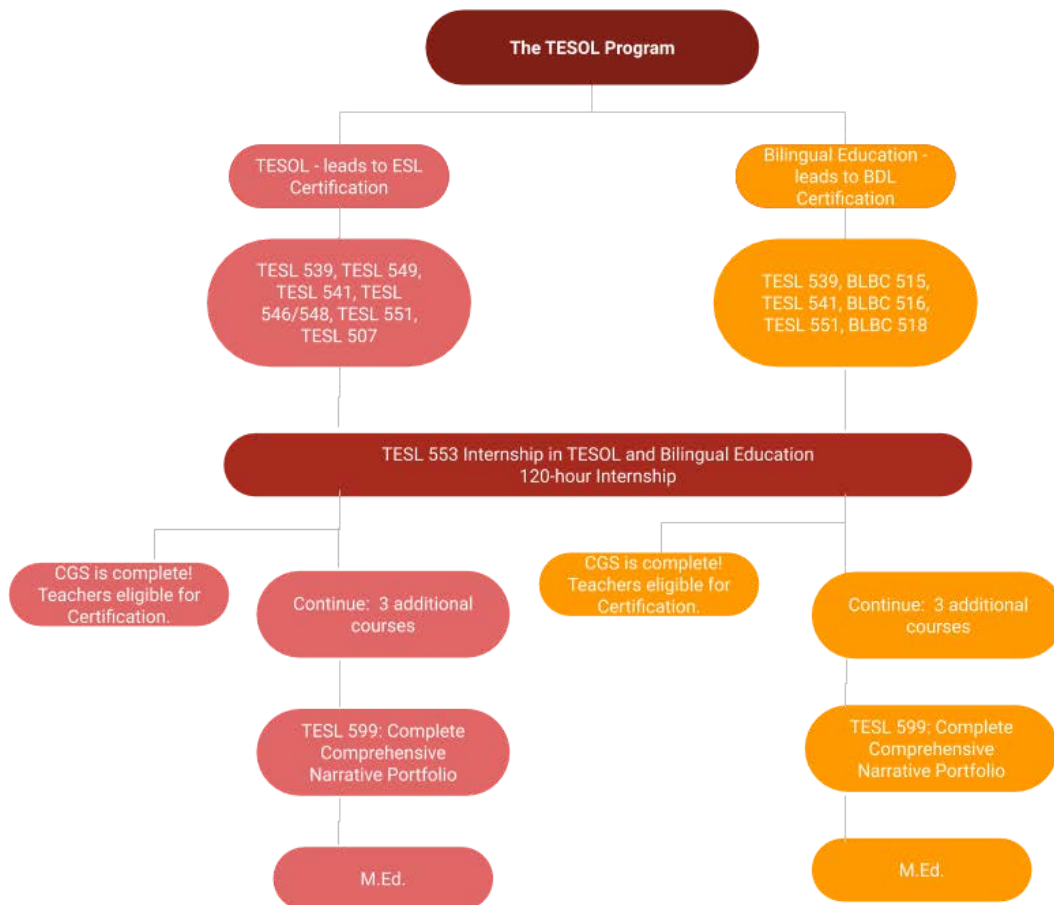 The TESOL Program
TESOL - leads to ESL
Certification
Bilingual Education -
leads to BDL
Certification
TESL 539, TESL 549,
TESL 541, TESL
546/548, TESL 551,
TESL 507
TESL 539, BLBC 515,
TESL 541, BLBC 516,
TESL 551, BLBC 518
TESL 553 Internship in TESOL and Bilingual Education
120-hour Internship
CGS is complete!
Teachers eligible for
Certification.
Continue:  3 additional
courses
CGS is complete!
Teachers eligible for
Certification.
Continue:  3 additional
courses
TESL 599: Complete
Comprehensive
Narrative Portfolio
TESL 599: Complete
Comprehensive
Narrative Portfolio
M.Ed.
M.Ed.